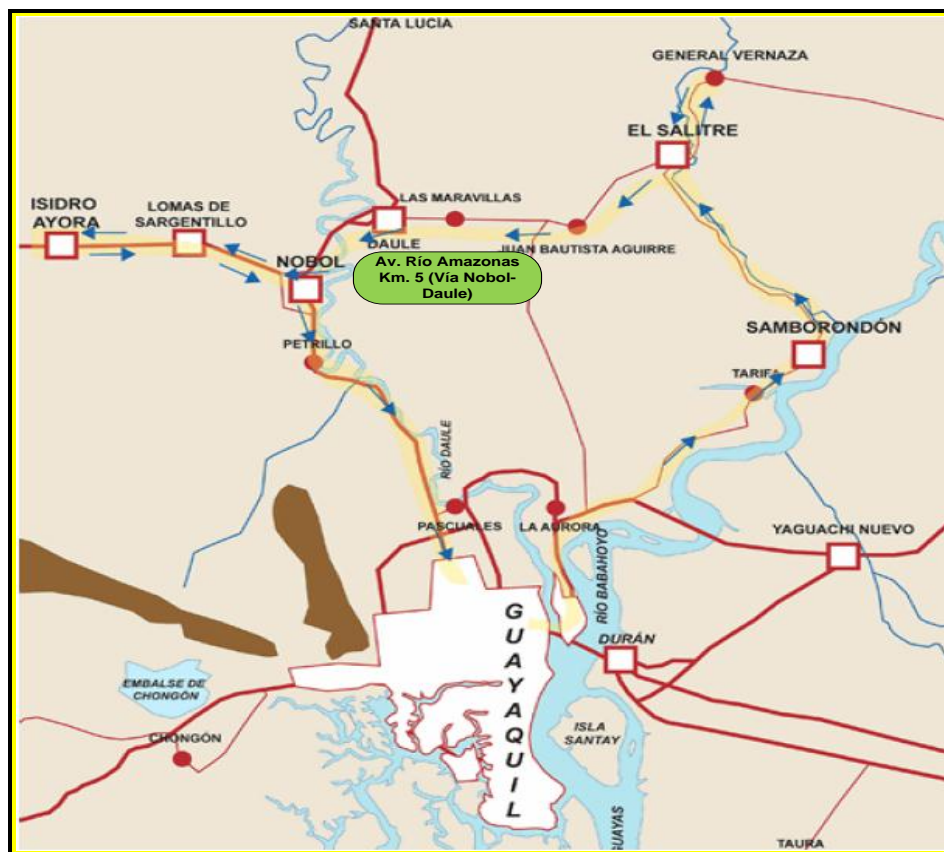 SANTA LUCÍA
GENERAL VERNAZA
EL SALITRE
ISIDRO
AYORA
LOMAS DE
SARGENTILLO
LAS MARAVILLAS
DAULE
JUAN BAUTISTA AGUIRRE
NOBOL
Av. Río Amazonas
Km. 5 (Vía Nobol-
Daule)
SAMBORONDÓN
PETRILLO
TARIFA
RÍO DAULE
PASCUALES
LA AURORA
YAGUACHI NUEVO
RÍO BABAHOYO
GUAYAQUIL
DURÁN
EMBALSE DE
CHONGÓN
ISLA
SANTAY
CHONGÓN
GUAYAS
TAURA